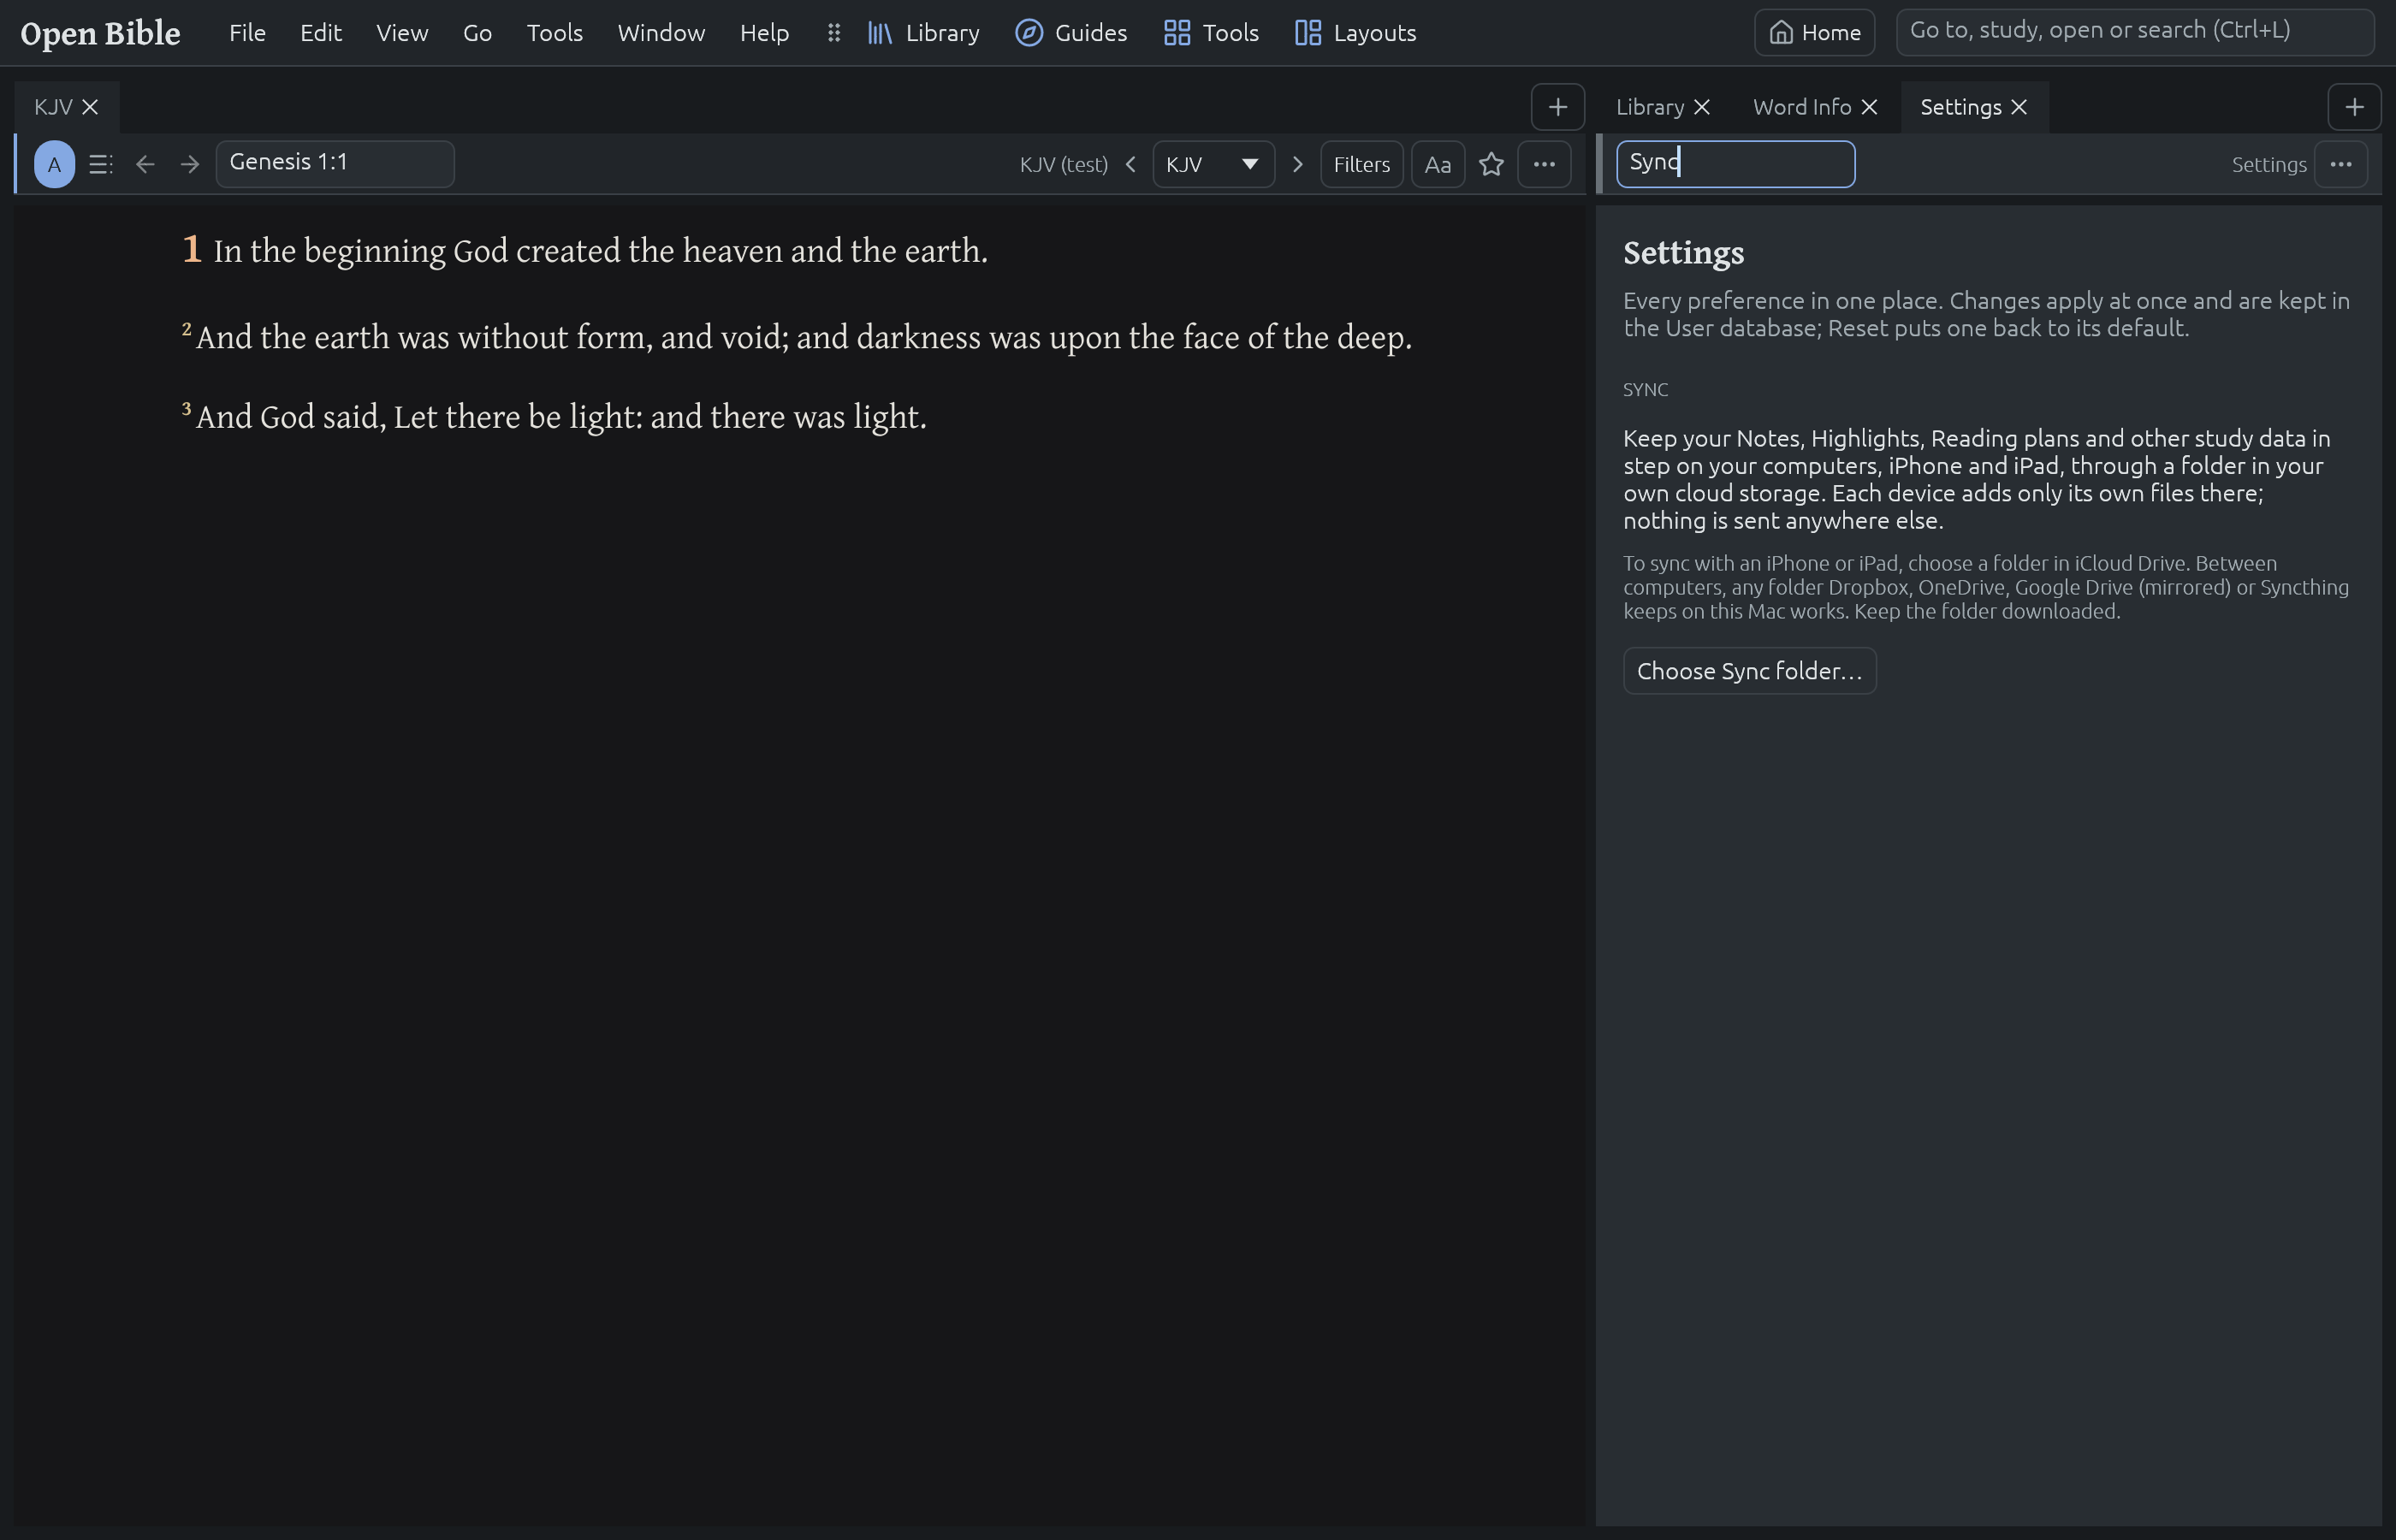 Open Bible File Edit View Go Tools Window Help Library Guides Tools Layouts Home Go to, study, open or search (Ctrl+L)
KJV Library Word Info Settings
A Genesis 1:1 KJV (test) KJV Filters Aa Sync Settings
1 In the beginning God created the heaven and the earth.
2 And the earth was without form, and void; and darkness was upon the face of the deep.
3 And God said, Let there be light: and there was light.
Settings
Every preference in one place. Changes apply at once and are kept in
the User database; Reset puts one back to its default.
SYNC
Keep your Notes, Highlights, Reading plans and other study data in
step on your computers, iPhone and iPad, through a folder in your
own cloud storage. Each device adds only its own files there;
nothing is sent anywhere else.
To sync with an iPhone or iPad, choose a folder in iCloud Drive. Between
computers, any folder Dropbox, OneDrive, Google Drive (mirrored) or Syncthing
keeps on this Mac works. Keep the folder downloaded.
Choose Sync folder…